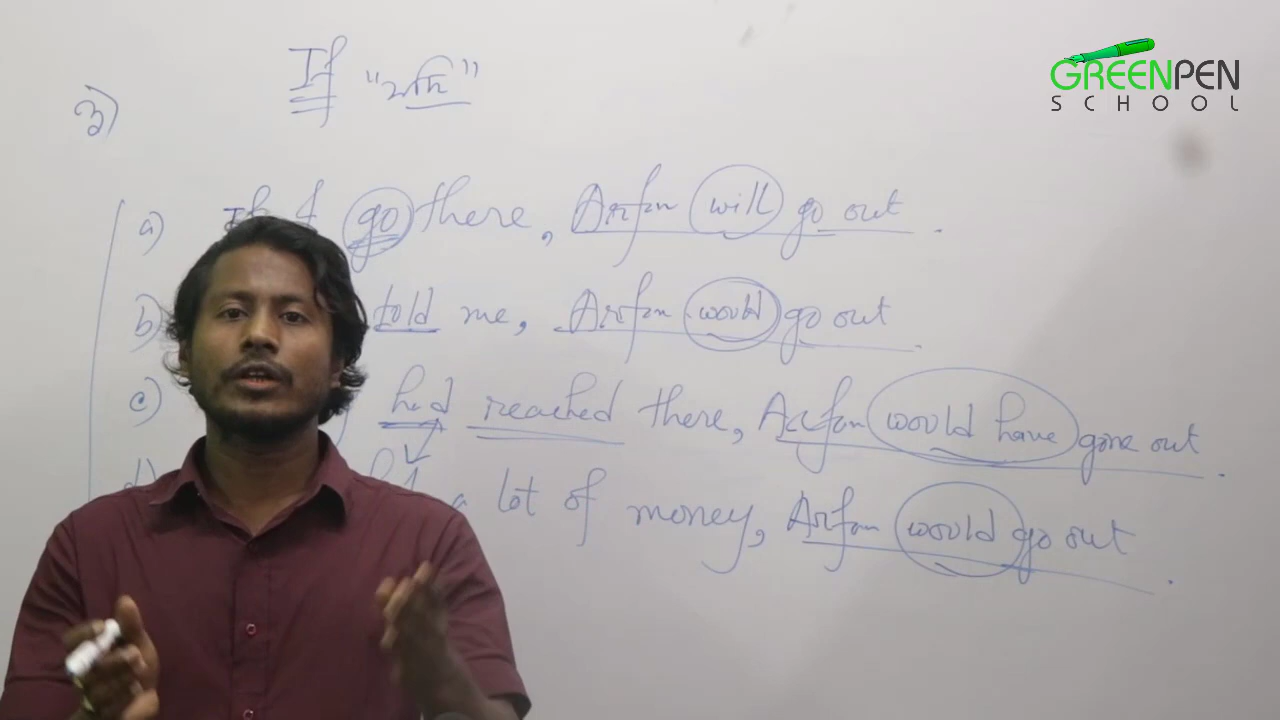 GREENPEN
SCHOOL
If "যদি"
৩)
a) If I go there, Arfan will go out.
b) told me, Arfan would go out.
c) had reached there, Arfan would have gone out.
d) a lot of money, Arfan would go out.